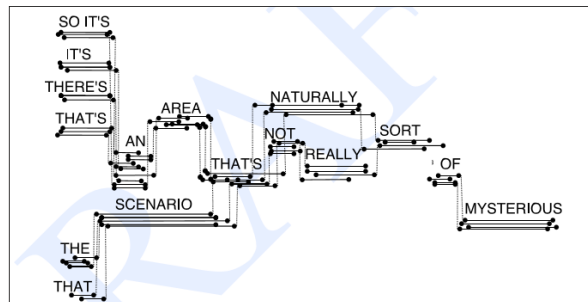 SO IT'S
IT'S
THERE'S
THAT'S
AN
AREA
THAT'S
NATURALLY
NOT
REALLY
SORT
OF
SCENARIO
MYSTERIOUS
THE
THAT